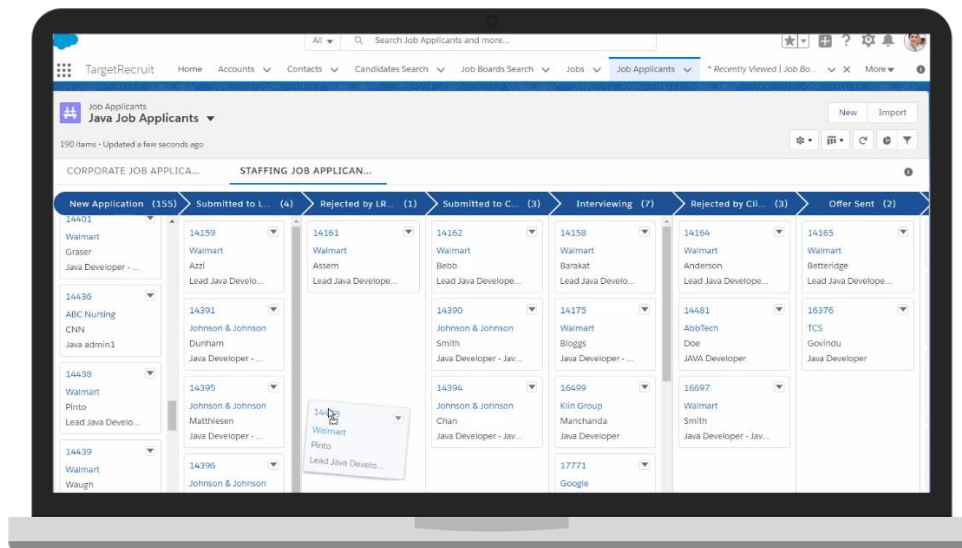 All
Search Job Applicants and more...
TargetRecruit Home Accounts Contacts Candidates Search Job Boards Search Jobs Job Applicants * Recently Viewed | Job Bo... More
Job Applicants
Java Job Applicants
New Import
190 items • Updated a few seconds ago
CORPORATE JOB APPLICA... STAFFING JOB APPLICAN...
New Application (155) Submitted to L... (4) Rejected by LR... (1) Submitted to C... (3) Interviewing (7) Rejected by Cli... (3) Offer Sent (2)
14401
Walmart
Graser
Java Developer - ...
14436
ABC Nursing
CNN
Java admin1
14438
Walmart
Pinto
Lead Java Develo...
14439
Walmart
Waugh
14159
Walmart
Azzi
Lead Java Develo...
14391
Johnson & Johnson
Dunham
Java Developer - ...
14395
Johnson & Johnson
Matthiesen
Java Developer - ...
14396
Johnson & Johnson
14161
Walmart
Assem
Lead Java Develope...
Walmart
Pinto
Lead Java Develo...
14162
Walmart
Bebb
Lead Java Develope...
14390
Johnson & Johnson
Smith
Java Developer - Jav...
14394
Johnson & Johnson
Chan
Java Developer - Jav...
14158
Walmart
Barakat
Lead Java Develo...
14175
Walmart
Bloggs
Java Developer - ...
16499
Klin Group
Manchanda
Java Developer
17771
Google
14164
Walmart
Anderson
Lead Java Develope...
14481
AbbTech
Doe
JAVA Developer
16697
Walmart
Smith
Java Developer - Jav...
14165
Walmart
Betteridge
Lead Java Develope...
16376
TCS
Govindu
Java Developer